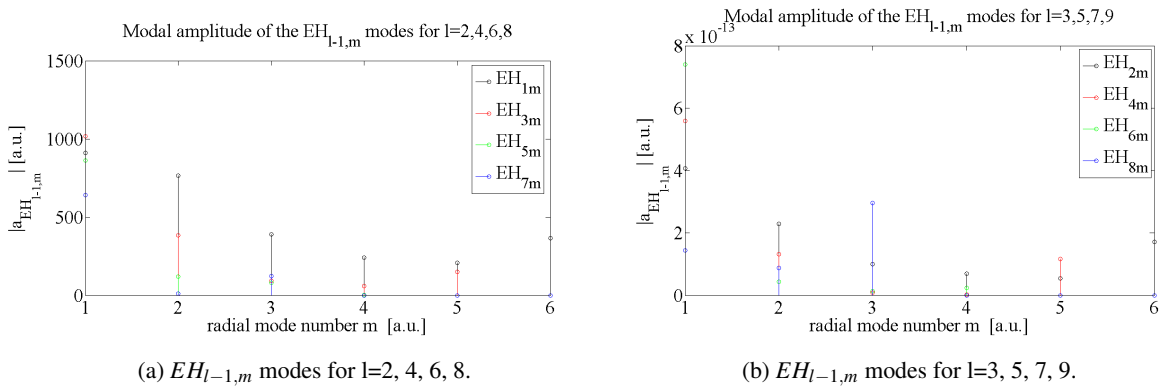 Modal amplitude of the EH_{l-1,m} modes for l=2,4,6,8
1500
1000
500
0
|a_{EH_{l-1,m}}| [a.u.]
EH_{1m}
EH_{3m}
EH_{5m}
EH_{7m}
1 2 3 4 5 6
radial mode number m [a.u.]
(a) EH_{l−1,m} modes for l=2, 4, 6, 8.
Modal amplitude of the EH_{l-1,m} modes for l=3,5,7,9
x 10^{-13}
8
6
4
2
0
|a_{EH_{l-1,m}}| [a.u.]
EH_{2m}
EH_{4m}
EH_{6m}
EH_{8m}
1 2 3 4 5 6
radial mode number m [a.u.]
(b) EH_{l−1,m} modes for l=3, 5, 7, 9.